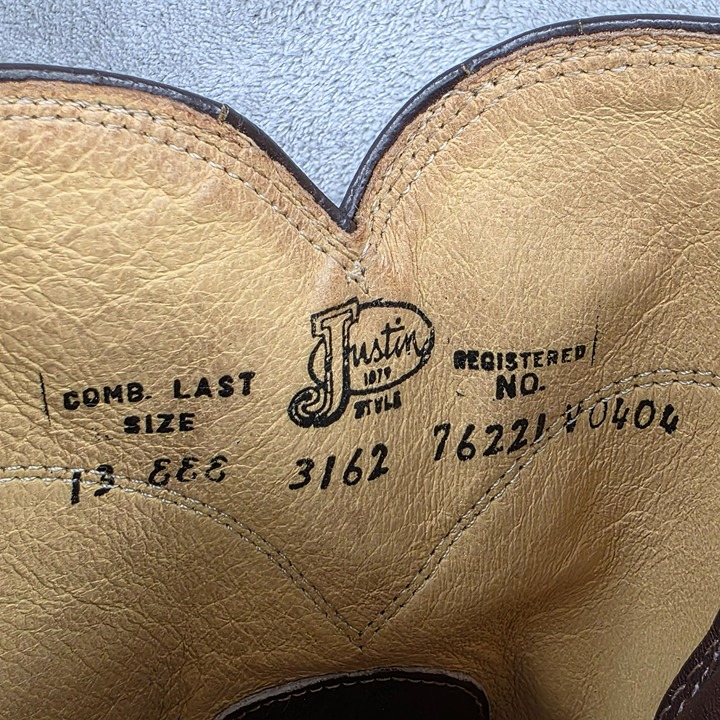 Justin
1879
COMB. LAST
SIZE
STYLE
REGISTERED
NO.
13 EEE 3162 76221 V0404